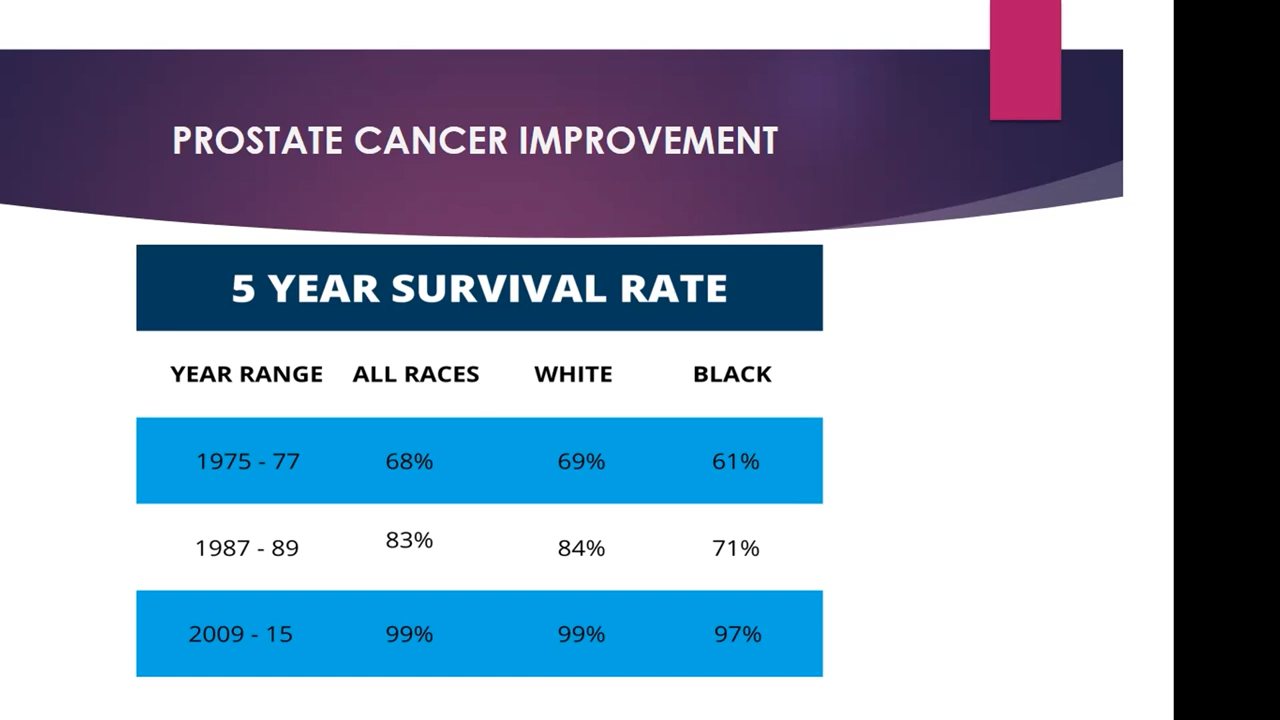 PROSTATE CANCER IMPROVEMENT
5 YEAR SURVIVAL RATE
YEAR RANGE ALL RACES WHITE BLACK
1975 - 77 68% 69% 61%
1987 - 89 83% 84% 71%
2009 - 15 99% 99% 97%